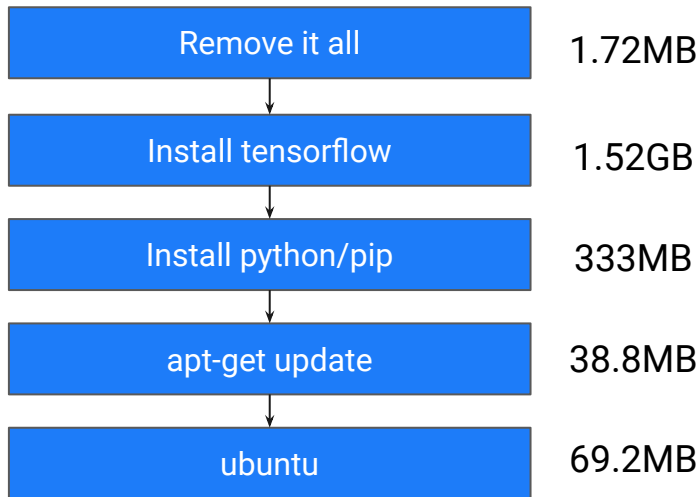 Remove it all 1.72MB
Install tensorflow 1.52GB
Install python/pip 333MB
apt-get update 38.8MB
ubuntu 69.2MB